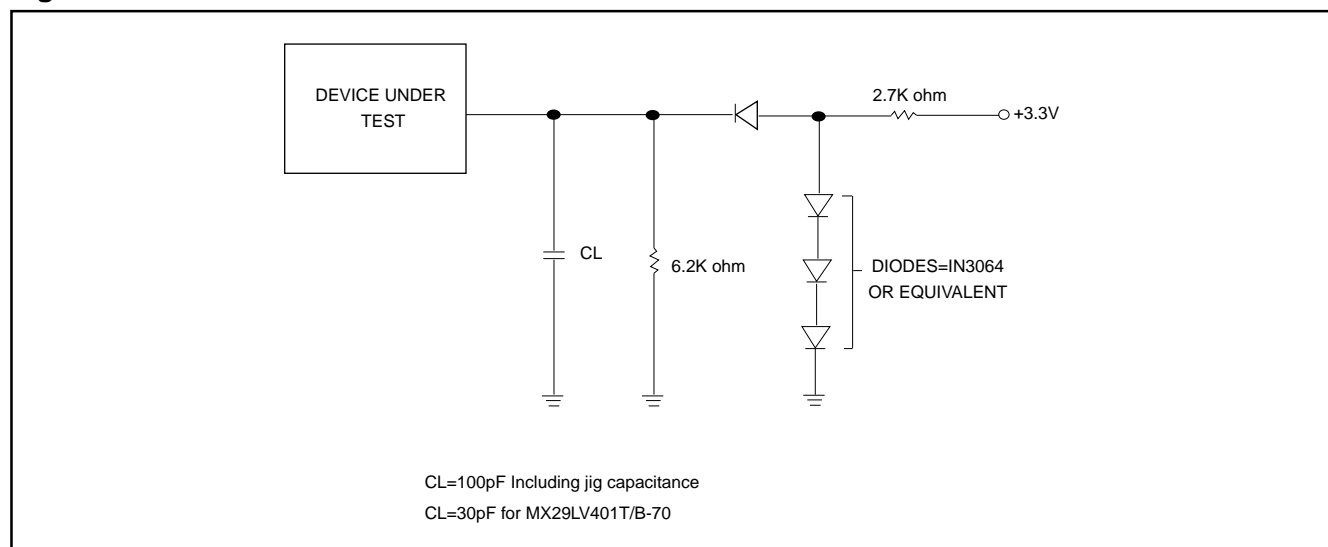 DEVICE UNDER
TEST
2.7K ohm
+3.3V
CL
6.2K ohm
DIODES=IN3064
OR EQUIVALENT
CL=100pF Including jig capacitance
CL=30pF for MX29LV401T/B-70